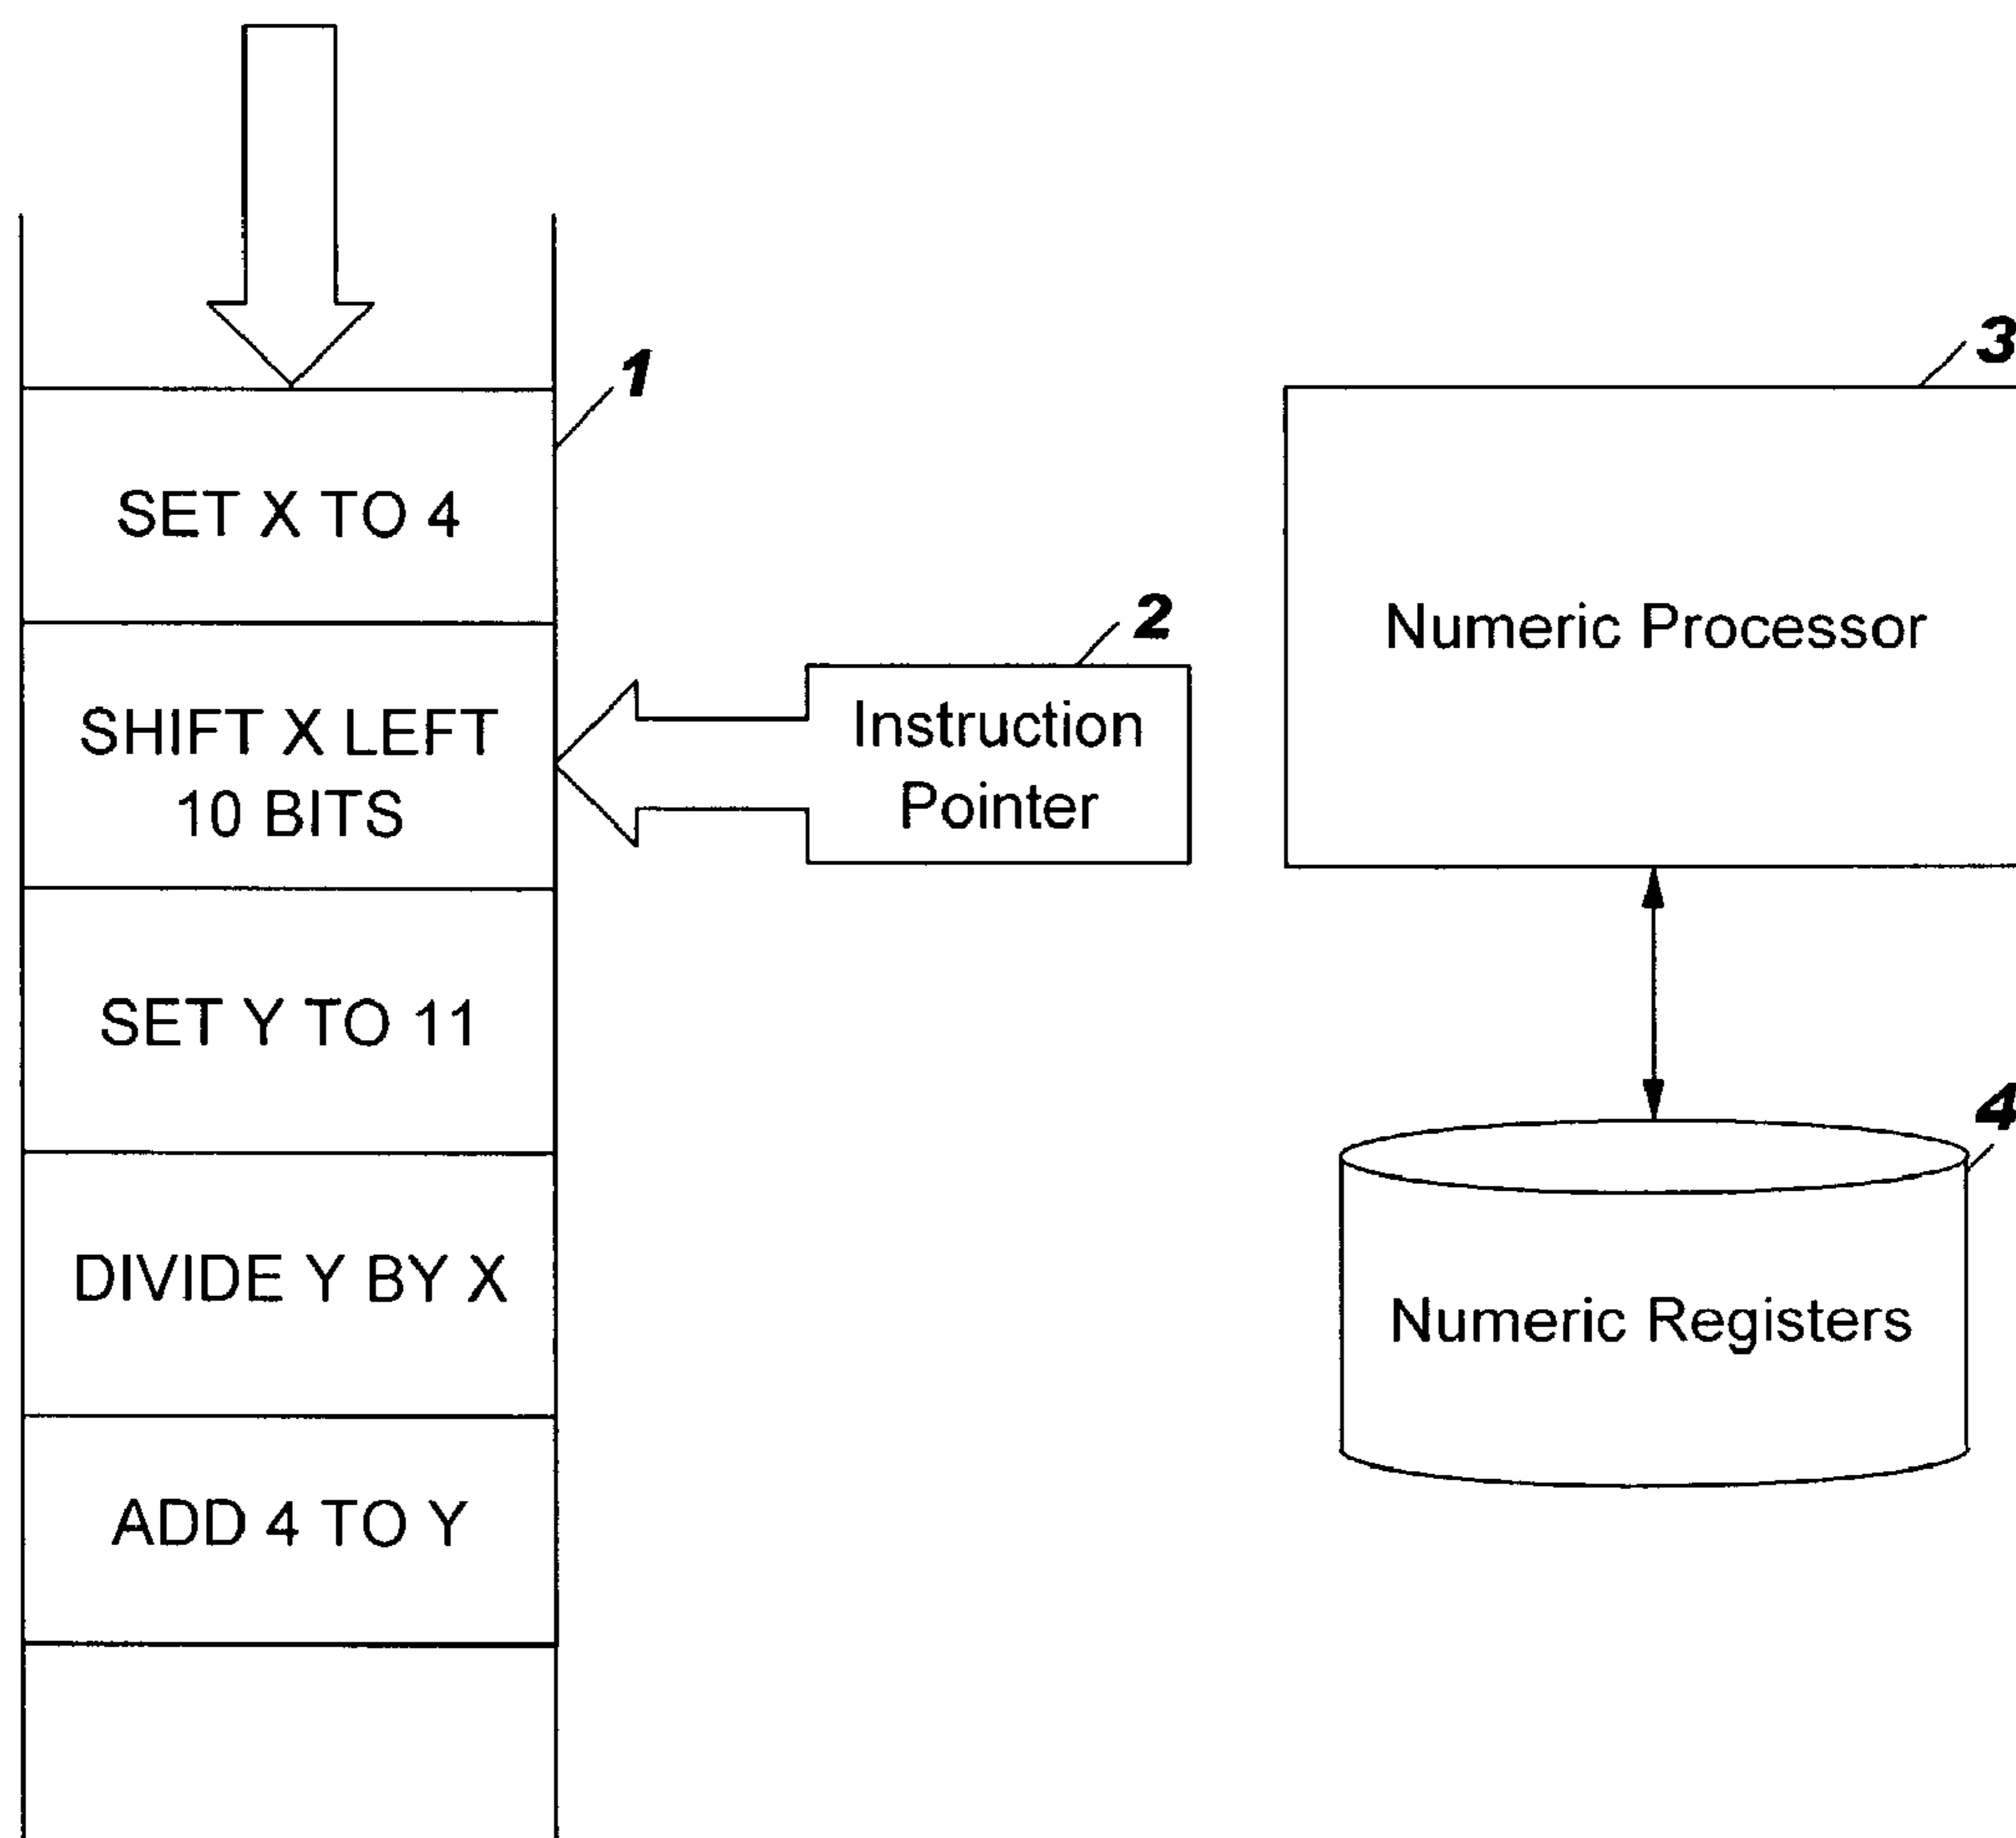 1
SET X TO 4
SHIFT X LEFT
10 BITS
SET Y TO 11
DIVIDE Y BY X
ADD 4 TO Y
2
Instruction
Pointer
3
Numeric Processor
4
Numeric Registers